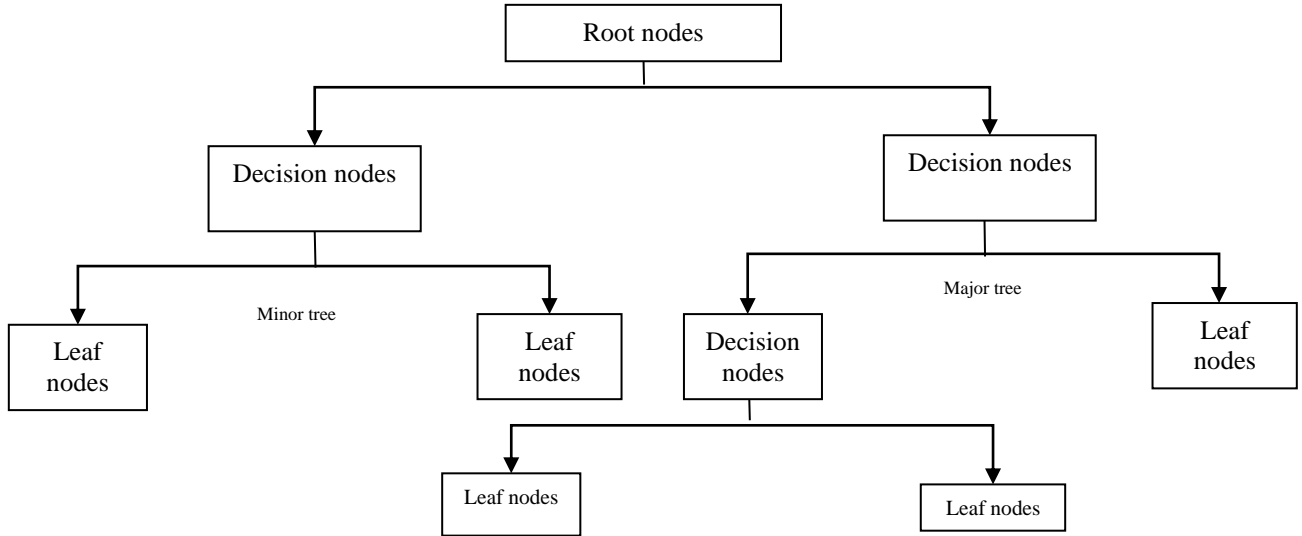 Root nodes
Decision nodes
Decision nodes
Minor tree
Major tree
Leaf
nodes
Leaf
nodes
Decision
nodes
Leaf
nodes
Leaf nodes
Leaf nodes